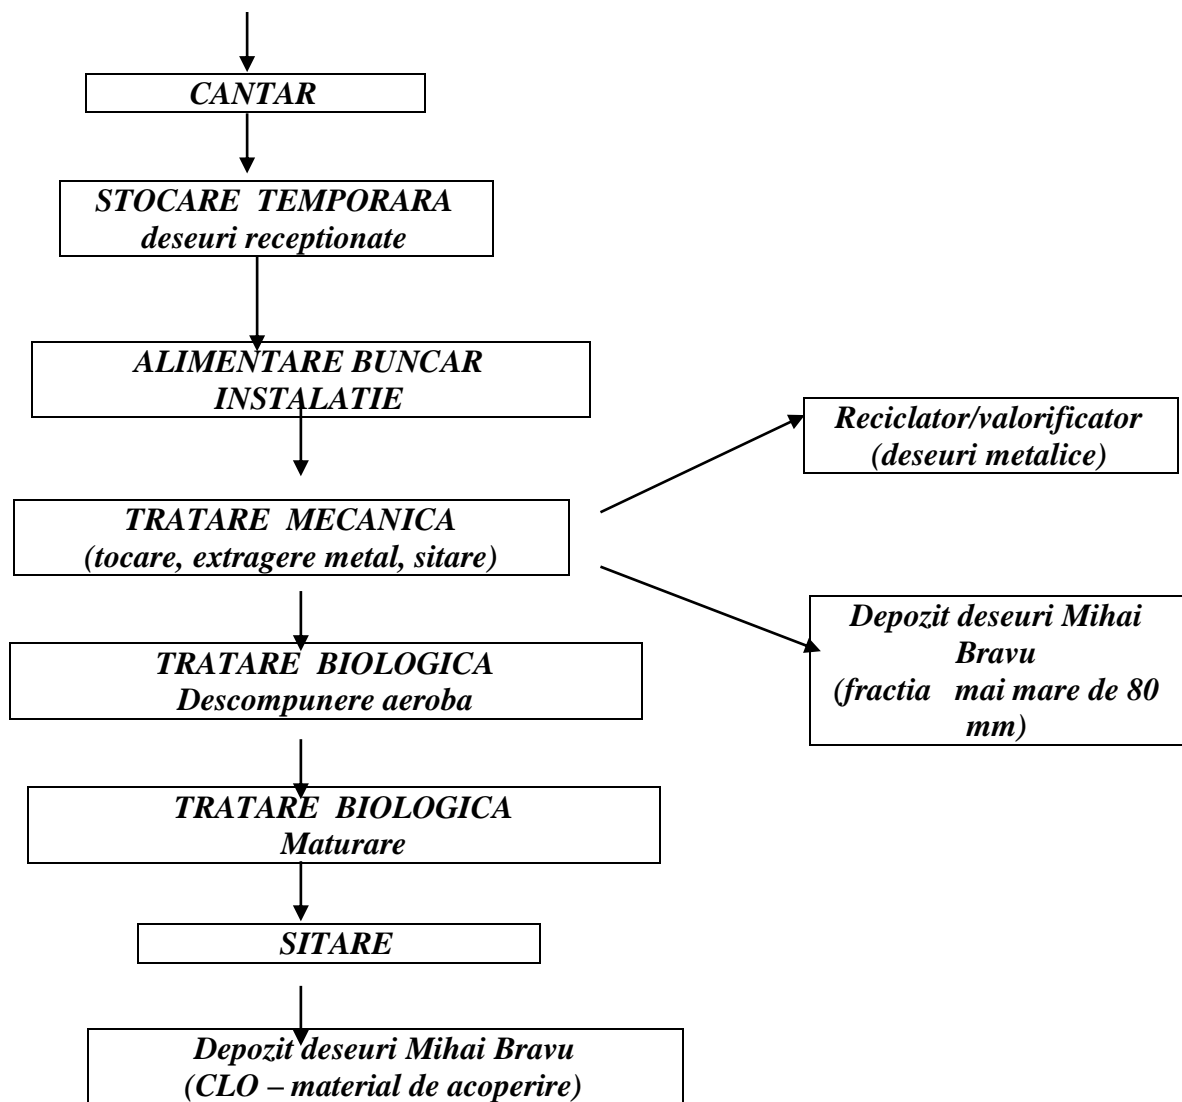 CANTAR
STOCARE TEMPORARA
deseuri receptionate
ALIMENTARE BUNCAR
INSTALATIE
Reciclator/valorificator
(deseuri metalice)
TRATARE MECANICA
(tocare, extragere metal, sitare)
Depozit deseuri Mihai
Bravu
(fractia mai mare de 80
mm)
TRATARE BIOLOGICA
Descompunere aeroba
TRATARE BIOLOGICA
Maturare
SITARE
Depozit deseuri Mihai Bravu
(CLO – material de acoperire)